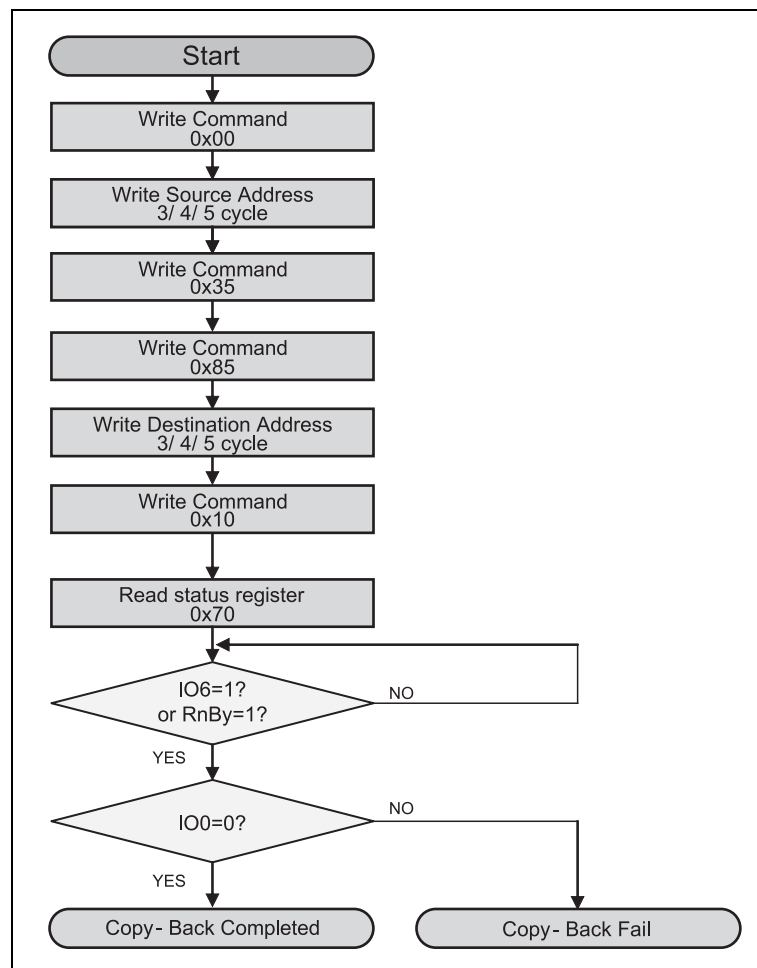 Start
Write Command
0x00
Write Source Address
3/ 4/ 5 cycle
Write Command
0x35
Write Command
0x85
Write Destination Address
3/ 4/ 5 cycle
Write Command
0x10
Read status register
0x70
IO6=1?
or RnBy=1?
NO
YES
IO0=0?
NO
YES
Copy- Back Completed
Copy- Back Fail